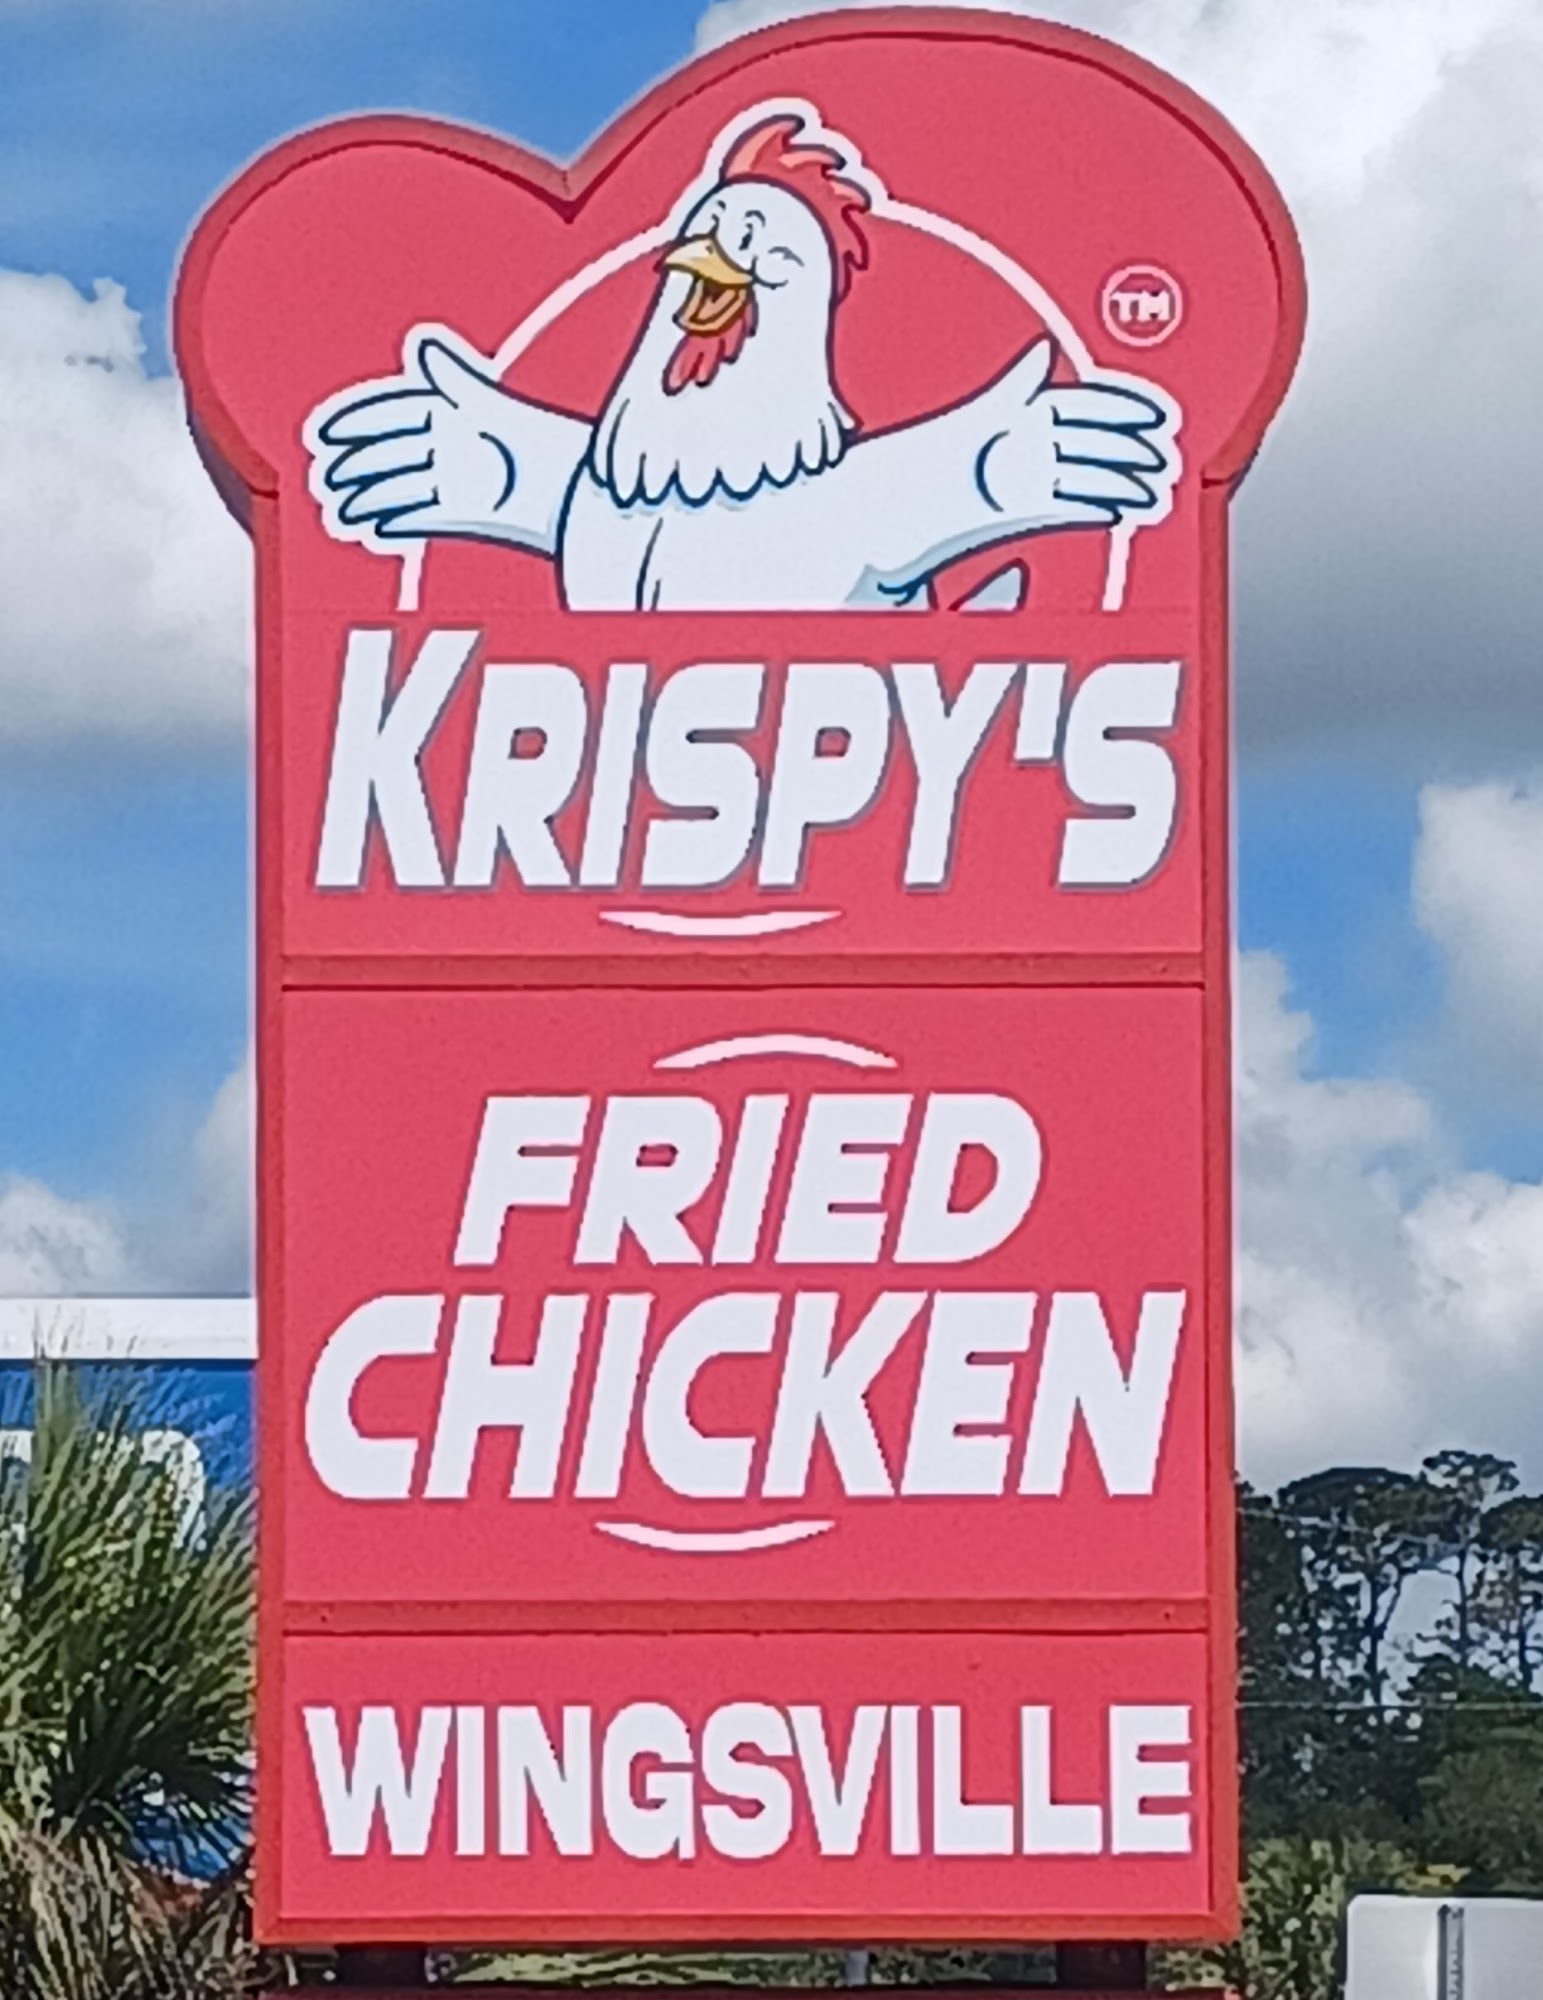 TM
KRISPY'S
FRIED
CHICKEN
WINGSVILLE